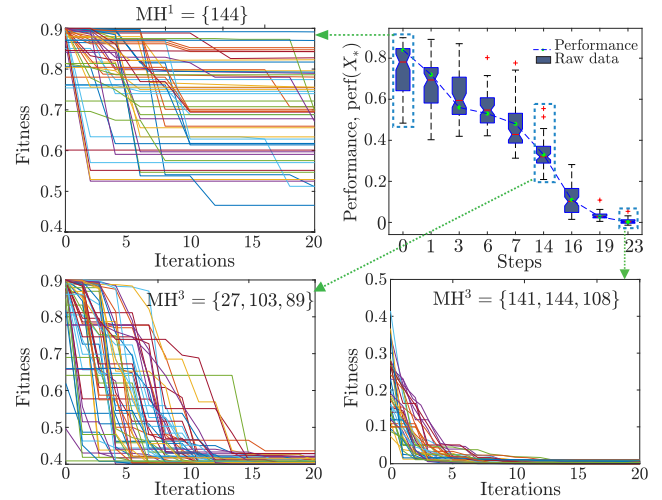 MH¹ = {144}
0.9
0.8
0.7
0.6
0.5
0.4
Fitness
0 5 10 15 20
Iterations
Performance
Raw data
0.8
0.6
0.4
0.2
0
Performance, perf(X*)
0 1 3 6 7 14 16 19 23
Steps
MH³ = {27, 103, 89}
0.9
0.8
0.7
0.6
0.5
0.4
Fitness
0 5 10 15 20
Iterations
MH³ = {141, 144, 108}
0.5
0.4
0.3
0.2
0.1
0
Fitness
0 5 10 15 20
Iterations